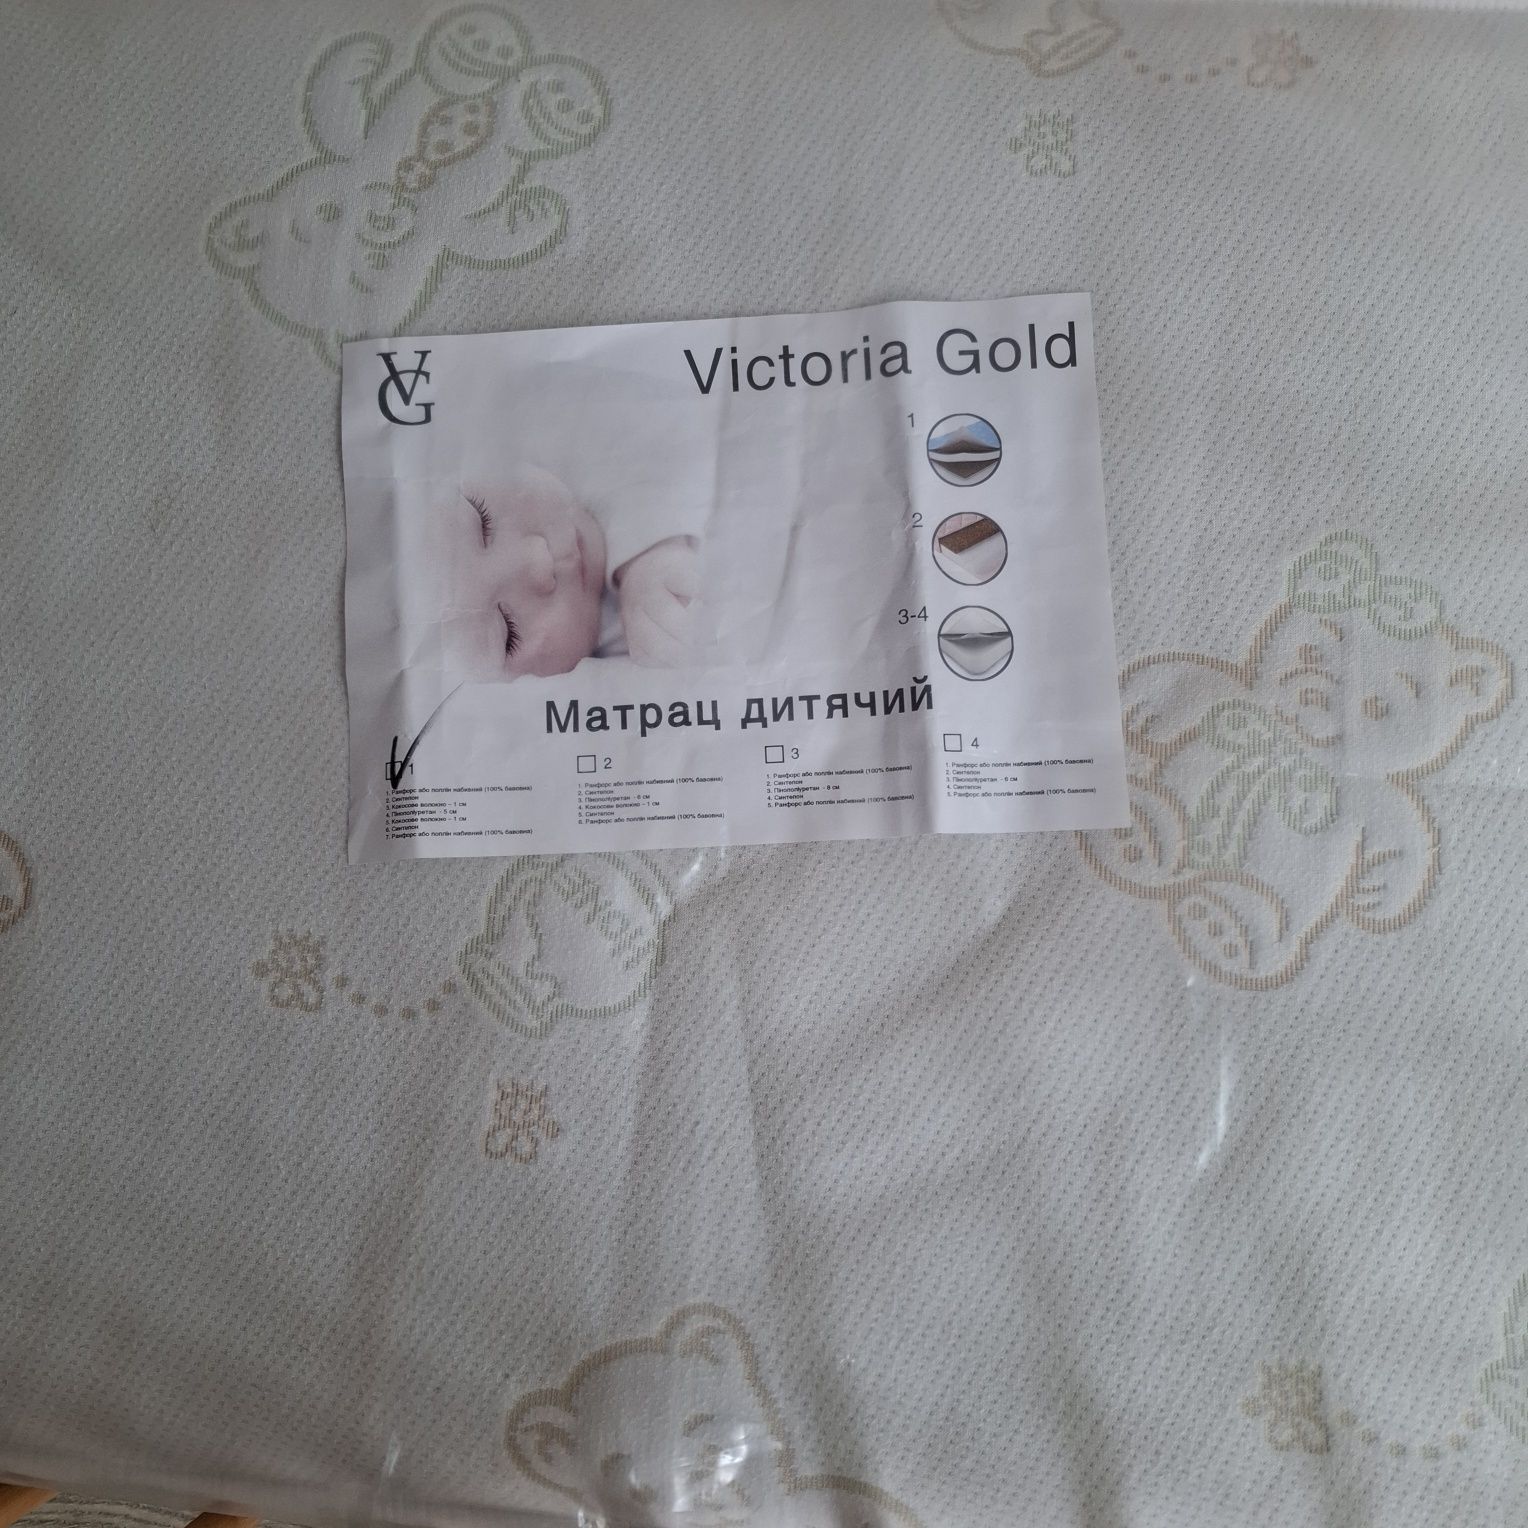 VG
Victoria Gold
1
2
3-4
Матрац дитячий
1
1. Ранфорс або поплін набивний (100% бавовна)
2. Синтепон
3. Кокосове волокно - 1 см
4. Пінополіуретан - 5 см
5. Кокосове волокно - 1 см
6. Синтепон
7. Ранфорс або поплін набивний (100% бавовна)
2
1. Ранфорс або поплін набивний (100% бавовна)
2. Синтепон
3. Пінополіуретан - 6 см
4. Кокосове волокно - 1 см
5. Синтепон
6. Ранфорс або поплін набивний (100% бавовна)
3
1. Ранфорс або поплін набивний (100% бавовна)
2. Синтепон
3. Пінополіуретан - 8 см
4. Синтепон
5. Ранфорс або поплін набивний (100% бавовна)
4
1. Ранфорс або поплін набивний (100% бавовна)
2. Синтепон
3. Пінополіуретан - 6 см
4. Синтепон
5. Ранфорс або поплін набивний (100% бавовна)